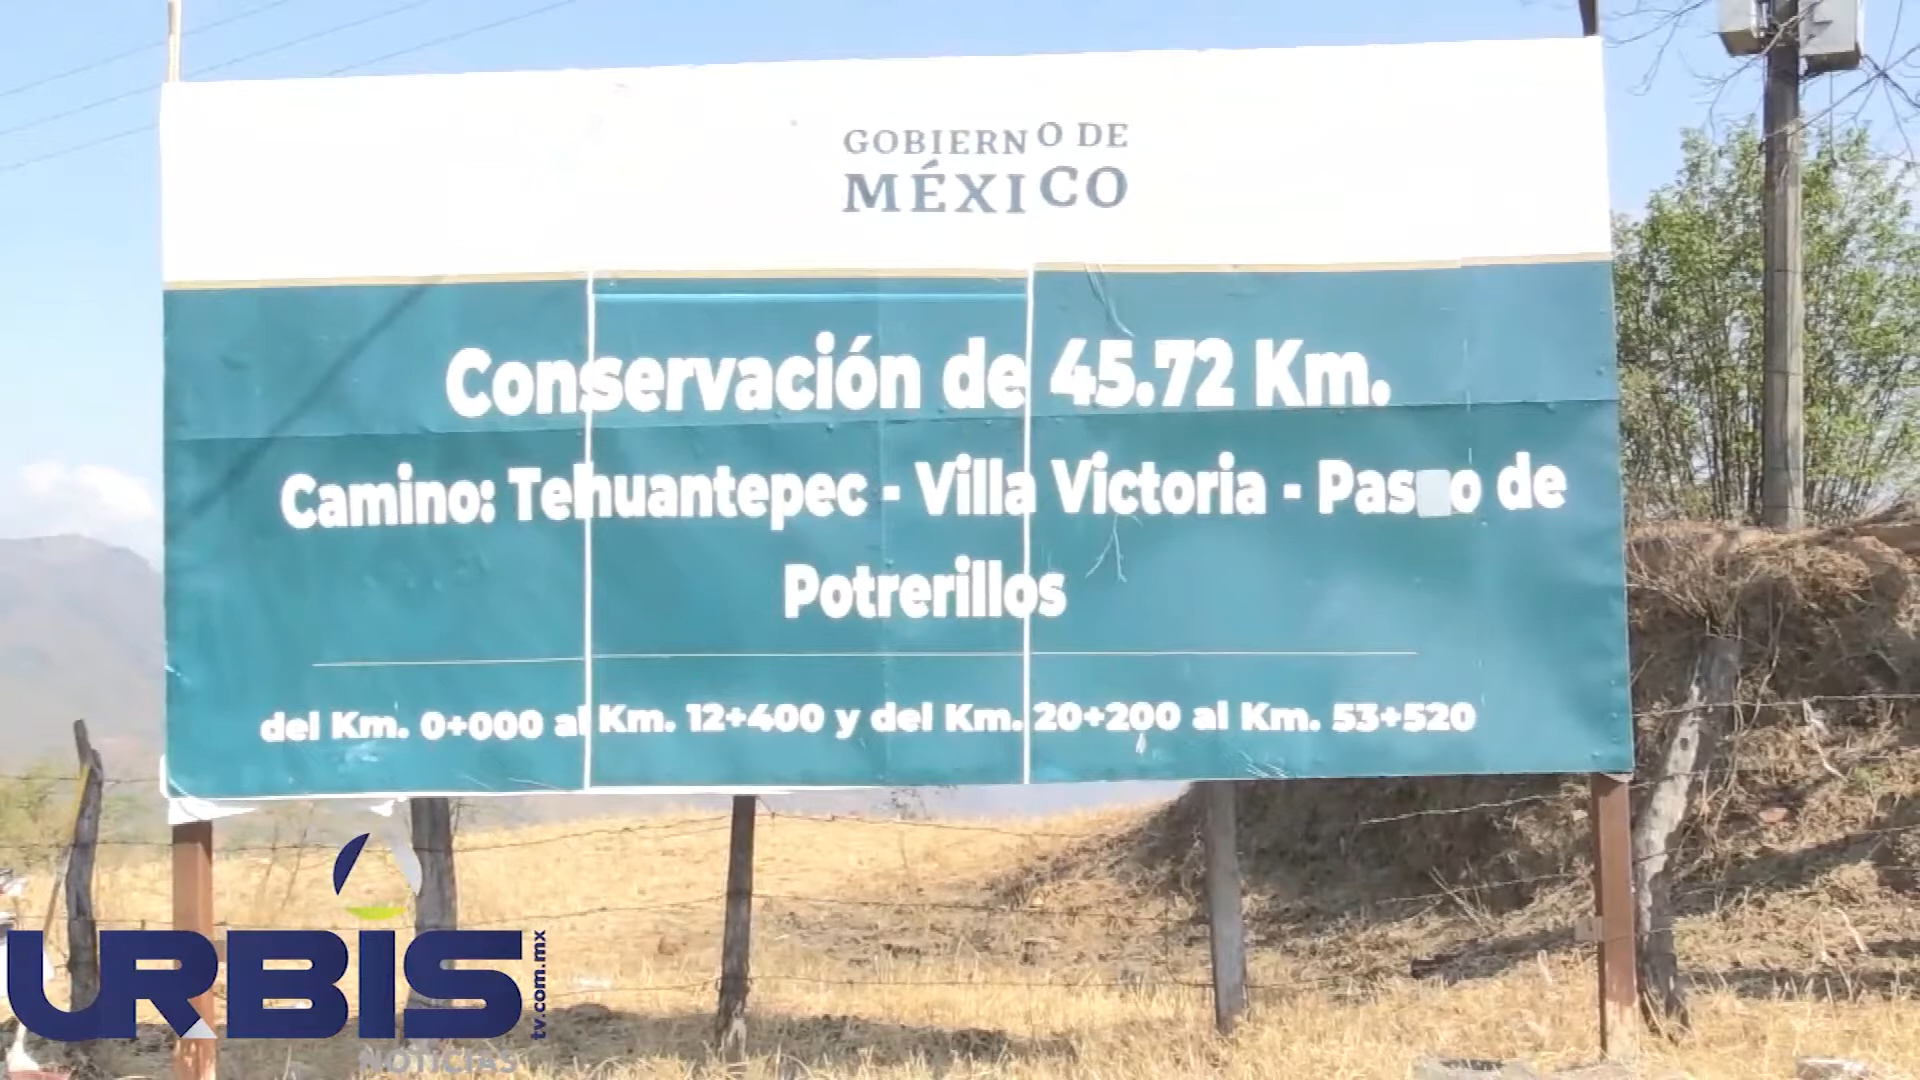 GOBIERNO DE
MÉXICO
Conservación de 45.72 Km.
Camino: Tehuantepec - Villa Victoria - Paso de
Potrerillos
del Km. 0+000 al Km. 12+400 y del Km. 20+200 al Km. 53+520
URBIS
tv.com.mx
NOTICIAS